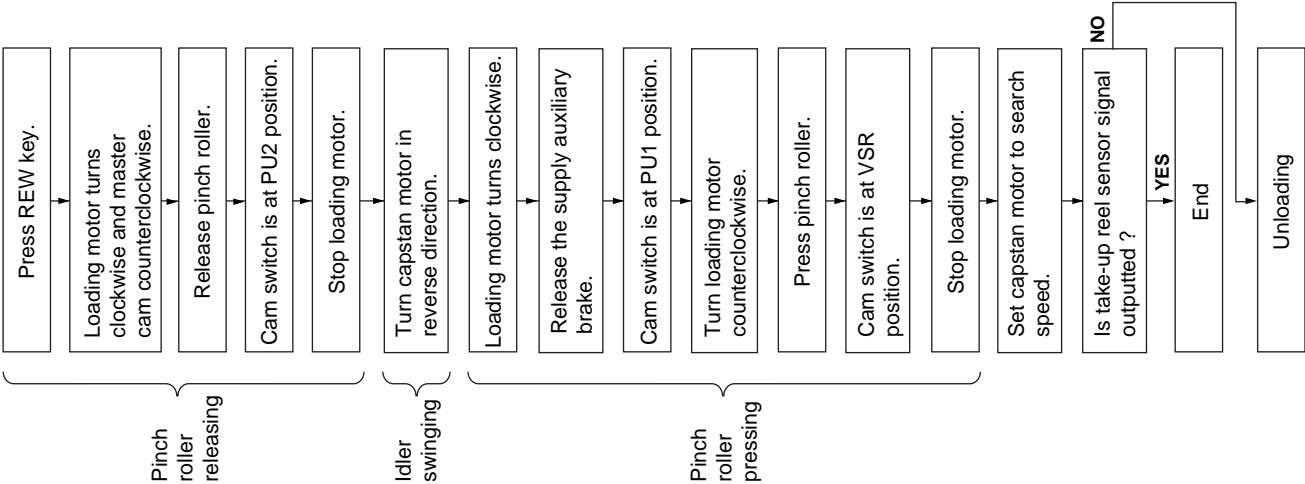 Press REW key.
Loading motor turns
clockwise and master
cam counterclockwise.
Release pinch roller.
Cam switch is at PU2 position.
Stop loading motor.
Pinch
roller
releasing
Turn capstan motor in
reverse direction.
Idler
swinging
Loading motor turns clockwise.
Release the supply auxiliary
brake.
Cam switch is at PU1 position.
Turn loading motor
counterclockwise.
Press pinch roller.
Cam switch is at VSR
position.
Stop loading motor.
Pinch
roller
pressing
Set capstan motor to search
speed.
Is take-up reel sensor signal
outputted ?
NO
YES
End
Unloading